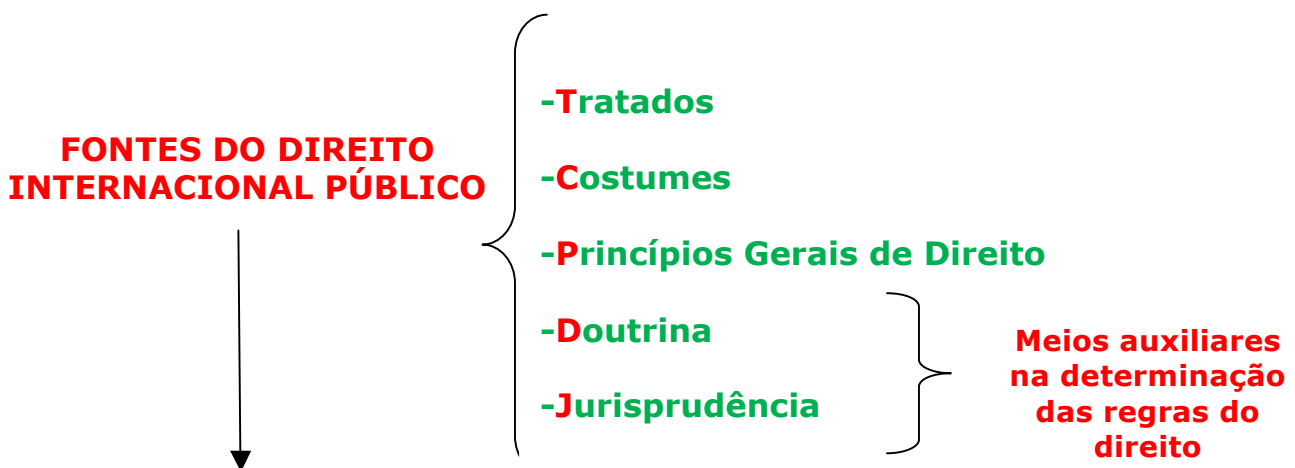 FONTES DO DIREITO
INTERNACIONAL PÚBLICO
-Tratados
-Costumes
-Princípios Gerais de Direito
-Doutrina
-Jurisprudência
Meios auxiliares
na determinação
das regras do
direito